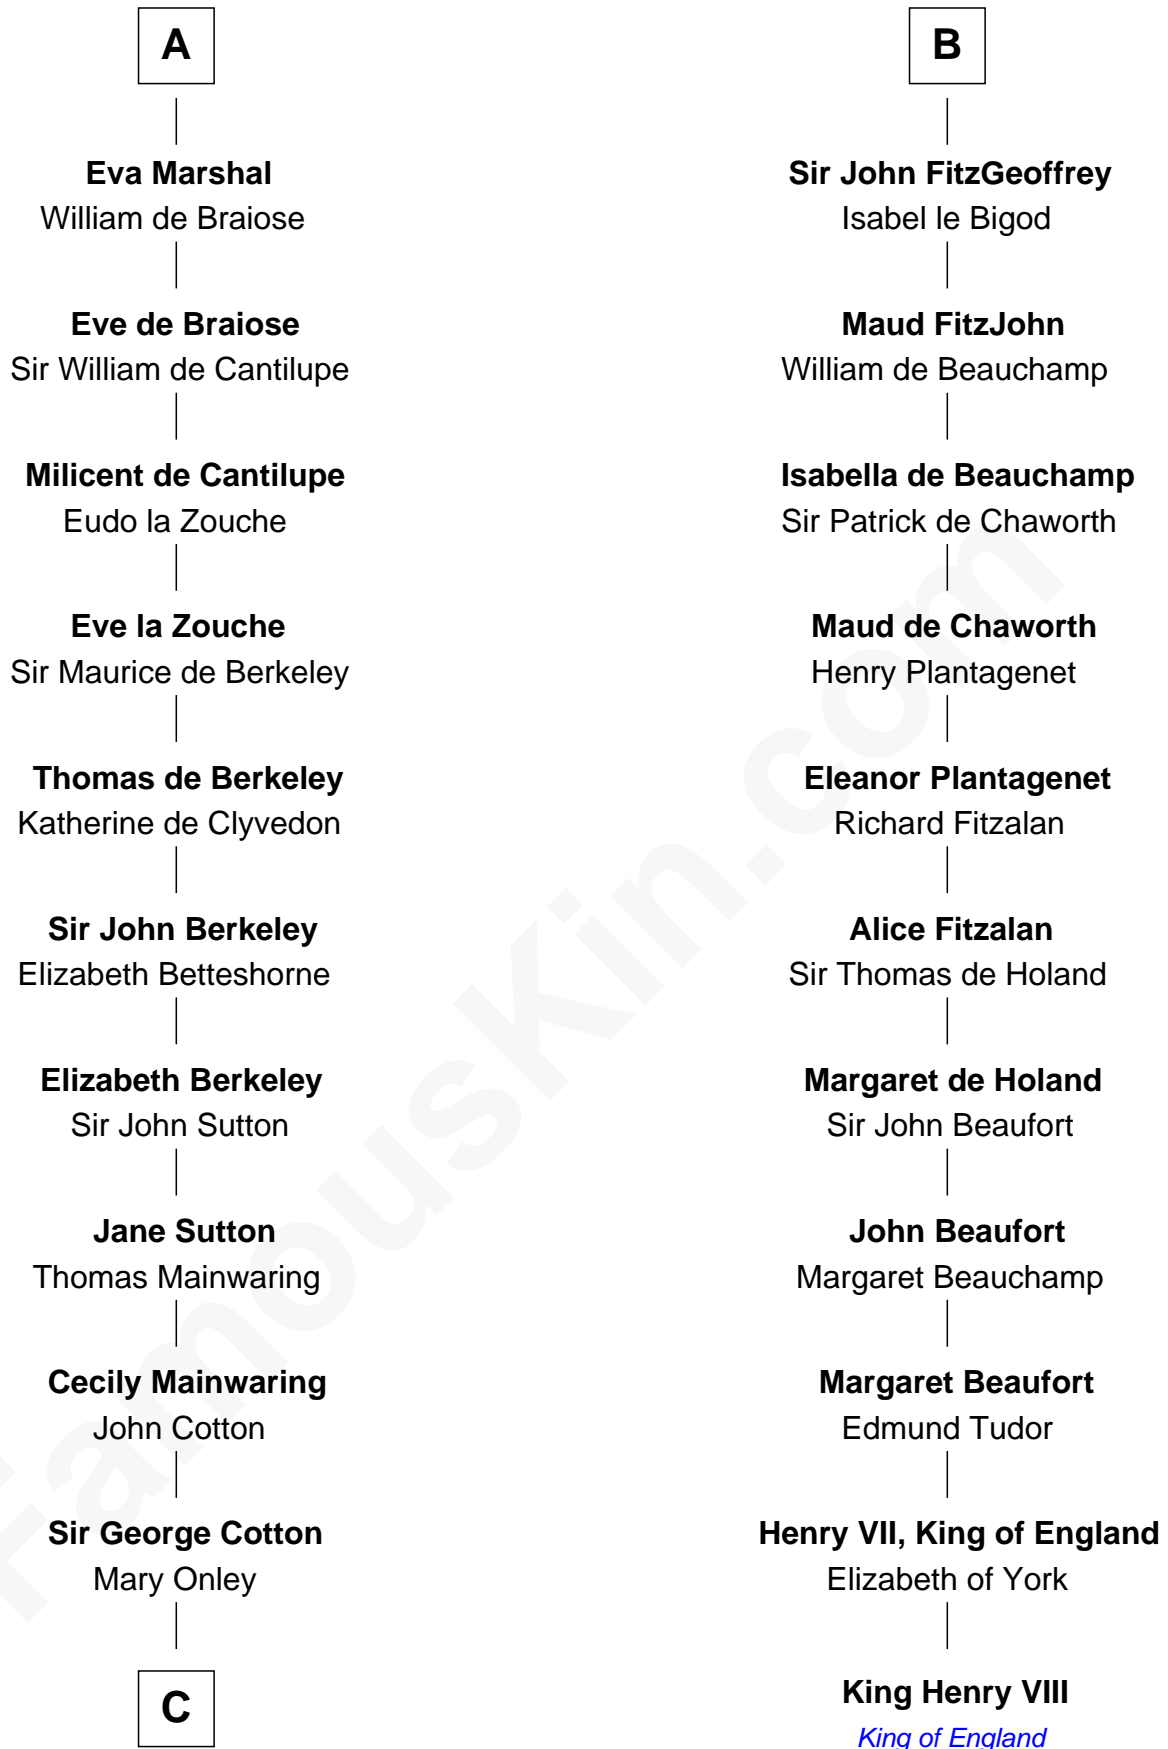 A
Eva Marshal
William de Braiose
Eve de Braiose
Sir William de Cantilupe
Milicent de Cantilupe
Eudo la Zouche
Eve la Zouche
Sir Maurice de Berkeley
Thomas de Berkeley
Katherine de Clyvedon
Sir John Berkeley
Elizabeth Betteshorne
Elizabeth Berkeley
Sir John Sutton
Jane Sutton
Thomas Mainwaring
Cecily Mainwaring
John Cotton
Sir George Cotton
Mary Onley
C
B
Sir John FitzGeoffrey
Isabel le Bigod
Maud FitzJohn
William de Beauchamp
Isabella de Beauchamp
Sir Patrick de Chaworth
Maud de Chaworth
Henry Plantagenet
Eleanor Plantagenet
Richard Fitzalan
Alice Fitzalan
Sir Thomas de Holand
Margaret de Holand
Sir John Beaufort
John Beaufort
Margaret Beauchamp
Margaret Beaufort
Edmund Tudor
Henry VII, King of England
Elizabeth of York
King Henry VIII
King of England
FamousKin.com